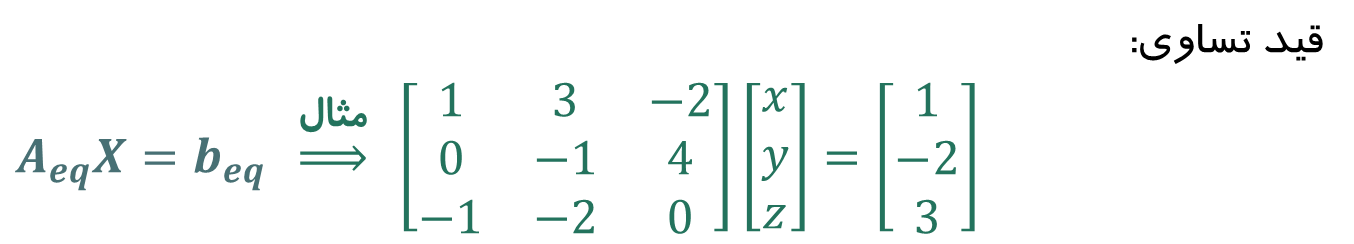 قید تساوی:
مثال
A_eq X = b_eq ⟹ [1 3 −2; 0 −1 4; −1 −2 0] [x; y; z] = [1; −2; 3]